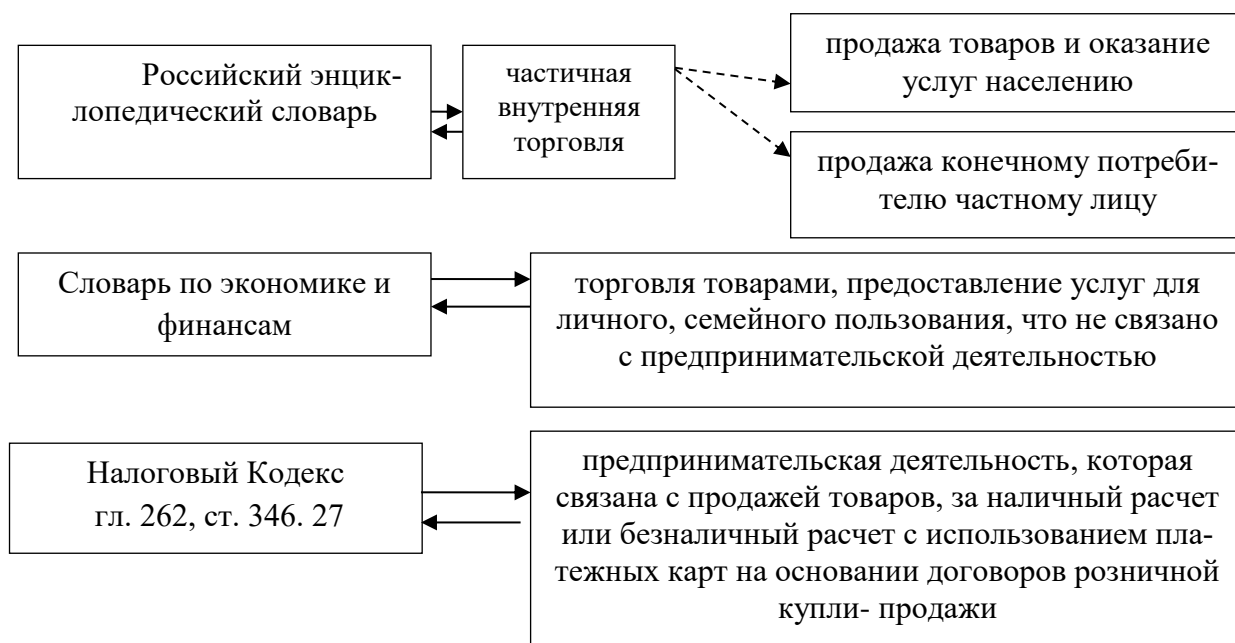 Российский энцик-
лопедический словарь
частичная
внутренняя
торговля
продажа товаров и оказание
услуг населению
продажа конечному потреби-
телю частному лицу
Словарь по экономике и
финансам
торговля товарами, предоставление услуг для
личного, семейного пользования, что не связано
с предпринимательской деятельностью
Налоговый Кодекс
гл. 262, ст. 346. 27
предпринимательская деятельность, которая
связана с продажей товаров, за наличный расчет
или безналичный расчет с использованием пла-
тежных карт на основании договоров розничной
купли- продажи